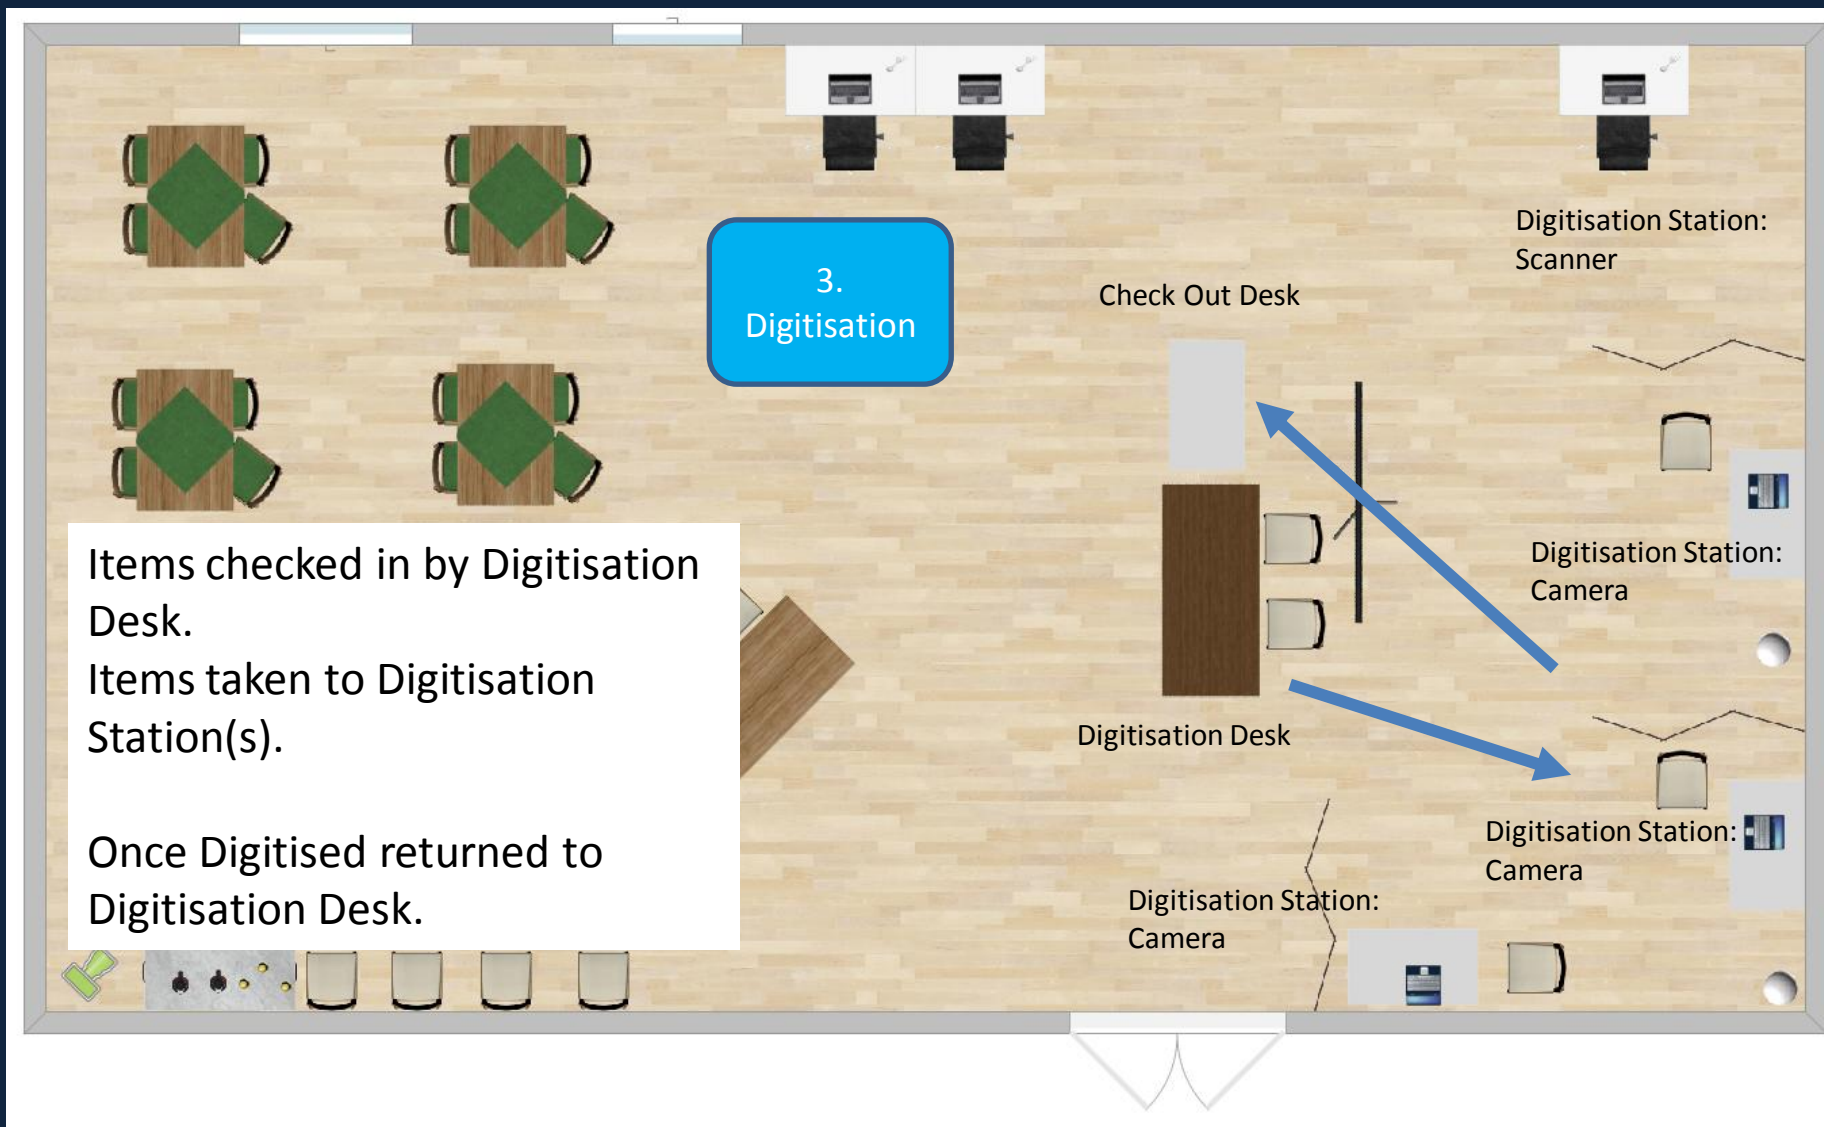 3.
Digitisation
Digitisation Station:
Scanner
Check Out Desk
Items checked in by Digitisation
Desk.
Items taken to Digitisation
Station(s).
Once Digitised returned to
Digitisation Desk.
Digitisation Station:
Camera
Digitisation Desk
Digitisation Station:
Camera
Digitisation Station:
Camera